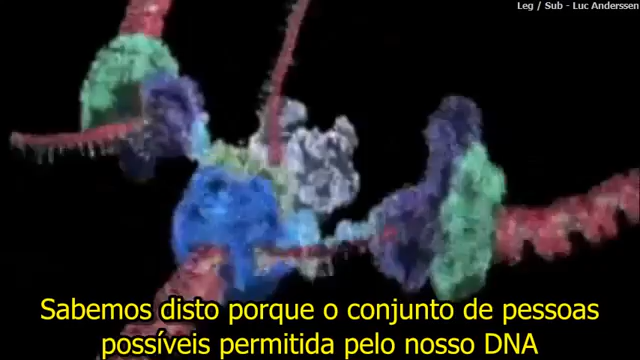 Leg / Sub - Luc Anderssen
Sabemos disto porque o conjunto de pessoas
possíveis permitida pelo nosso DNA